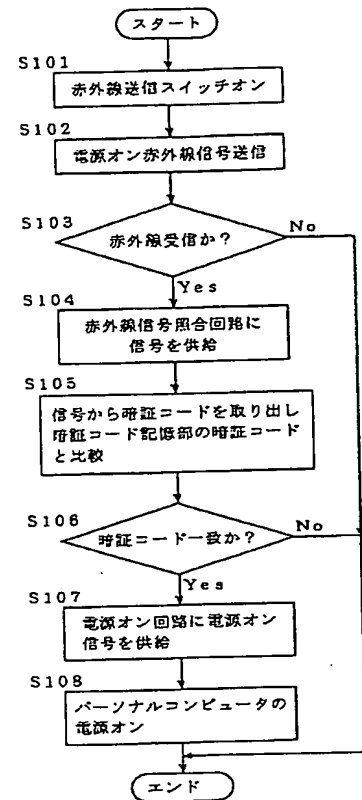 スタート
S101
赤外線送信スイッチオン
S102
電源オン赤外線信号送信
S103
赤外線受信か？
No
Yes
S104
赤外線信号照合回路に
信号を供給
S105
信号から暗証コードを取り出し
暗証コード記憶部の暗証コード
と比較
S106
暗証コード一致か？
No
Yes
S107
電源オン回路に電源オン
信号を供給
S108
パーソナルコンピュータの
電源オン
エンド